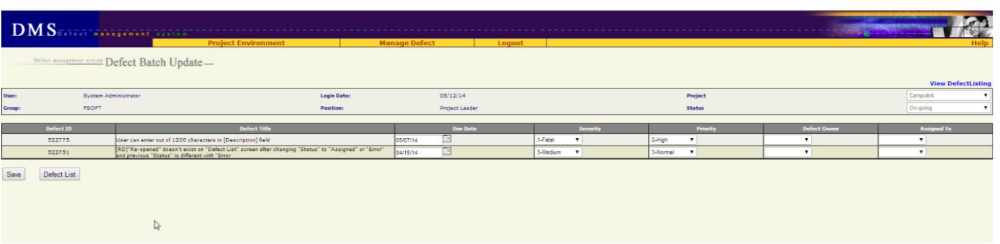 DMS Defect management system
Project Environment Manage Defect Logout Help
Defect management system Defect Batch Update
View DefectListing
User: System Administrator Login Date: 05/12/14 Project Campulink
Group: FSOFT Position: Project Leader Status On-going
Defect ID Defect Title Due Date Severity* Priority Defect Owner Assigned To
522775 User can enter out of 1200 characters in [Description] field 05/07/14 1-Fatal 2-High
522751 [RD]"Re-opened" doesn't exist on "Defect List" screen after changing "Status" to "Assigned" or "Error" 04/15/14 3-Medium 3-Normal
and previous "Status" is different with "Error
Save Defect List